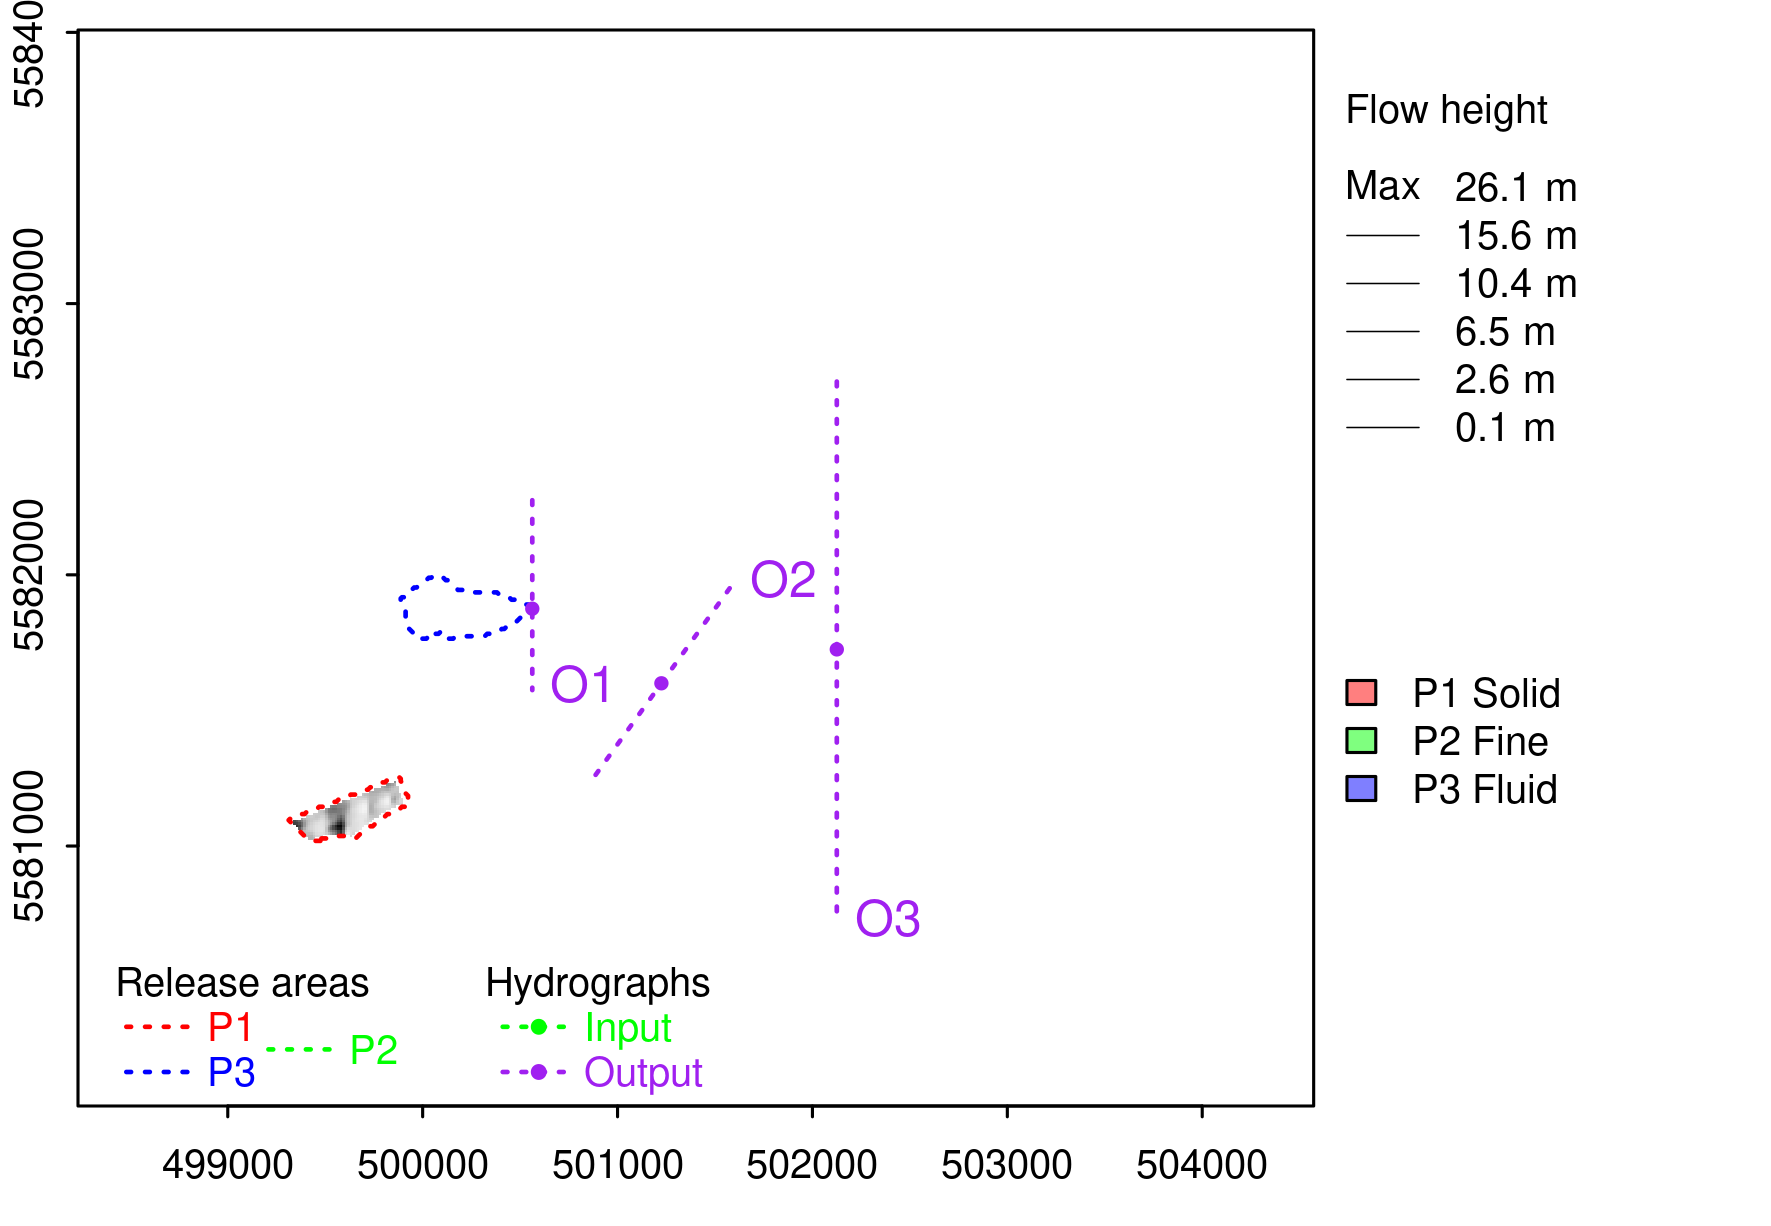 55840
5583000
5582000
5581000
499000 500000 501000 502000 503000 504000
O1
O2
O3
Release areas
P1
P2
P3
Hydrographs
Input
Output
Flow height
Max 26.1 m
15.6 m
10.4 m
6.5 m
2.6 m
0.1 m
P1 Solid
P2 Fine
P3 Fluid